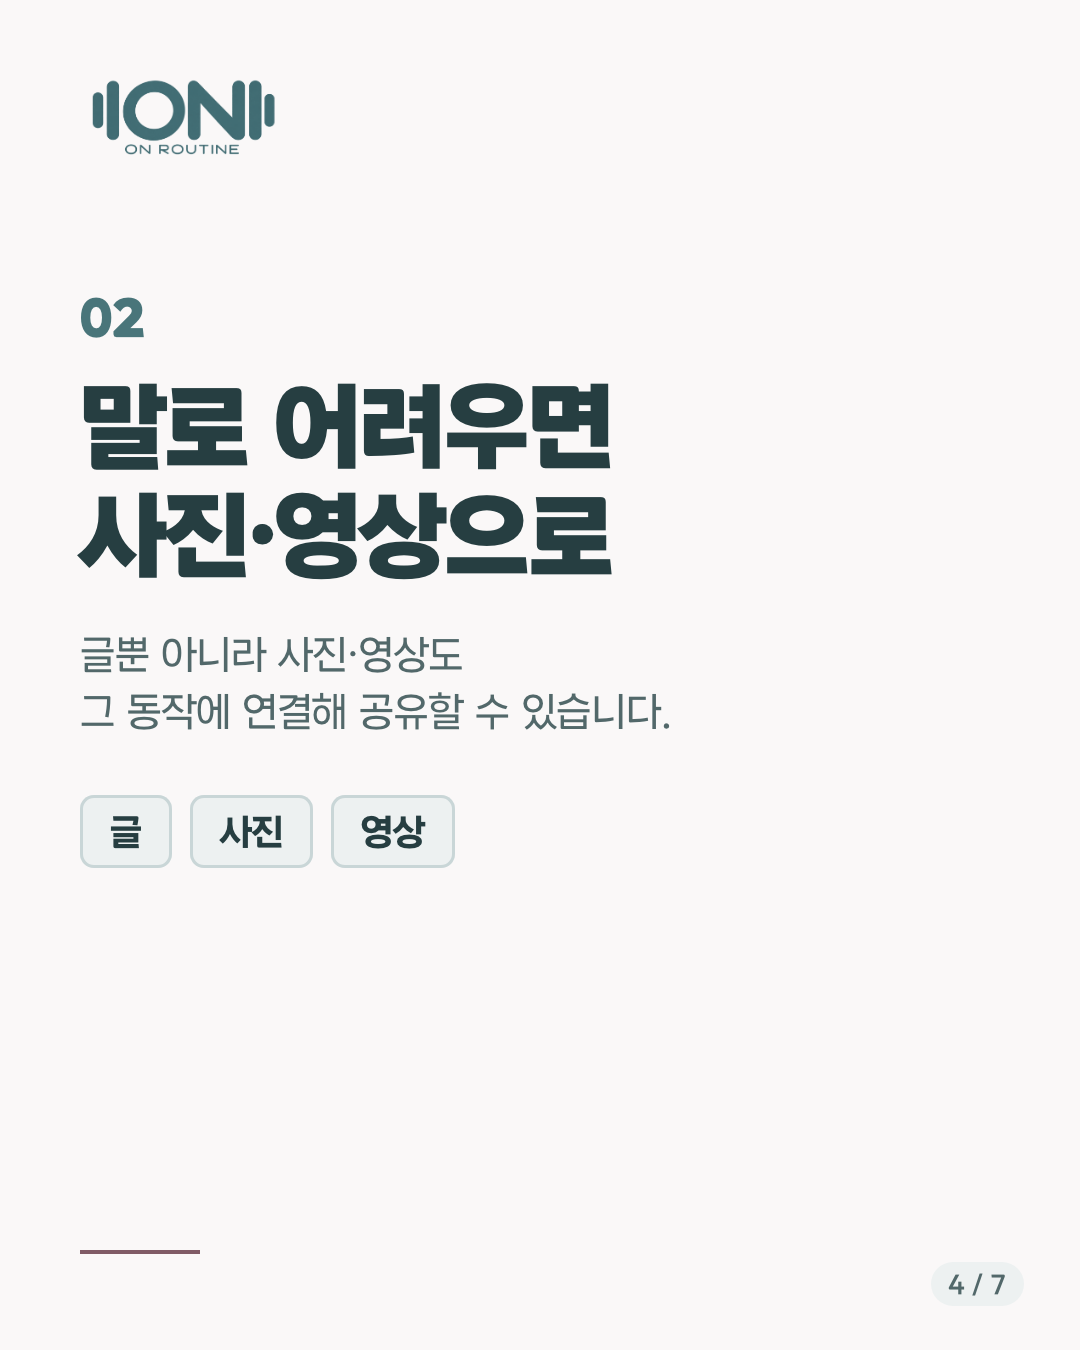 ON
ON ROUTINE
02
말로 어려우면
사진·영상으로
글뿐 아니라 사진·영상도
그 동작에 연결해 공유할 수 있습니다.
글 사진 영상
4 / 7